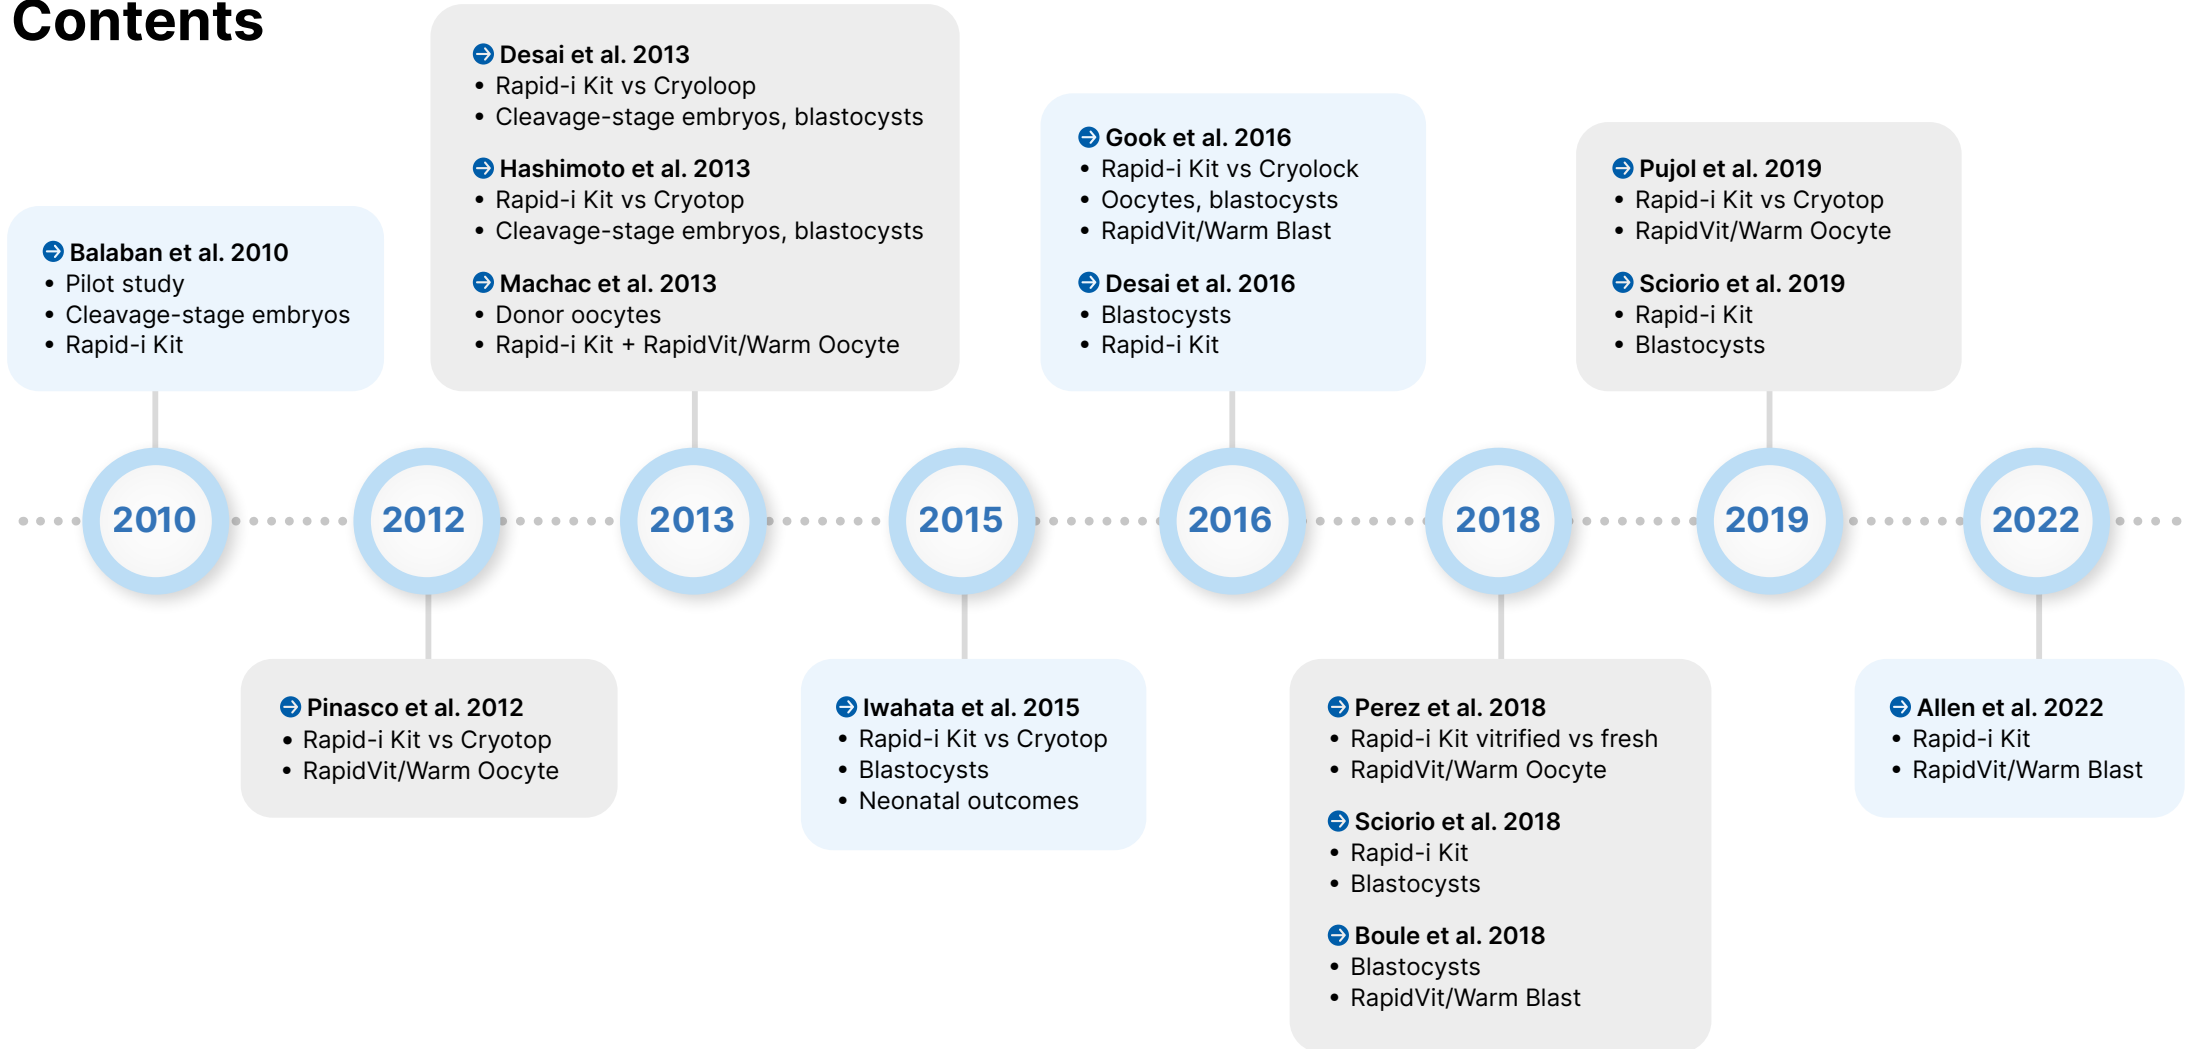 Contents
Desai et al. 2013
• Rapid-i Kit vs Cryoloop
• Cleavage-stage embryos, blastocysts
Hashimoto et al. 2013
• Rapid-i Kit vs Cryotop
• Cleavage-stage embryos, blastocysts
Machac et al. 2013
• Donor oocytes
• Rapid-i Kit + RapidVit/Warm Oocyte
Gook et al. 2016
• Rapid-i Kit vs Cryolock
• Oocytes, blastocysts
• RapidVit/Warm Blast
Desai et al. 2016
• Blastocysts
• Rapid-i Kit
Pujol et al. 2019
• Rapid-i Kit vs Cryotop
• RapidVit/Warm Oocyte
Sciorio et al. 2019
• Rapid-i Kit
• Blastocysts
Balaban et al. 2010
• Pilot study
• Cleavage-stage embryos
• Rapid-i Kit
2010
2012
2013
2015
2016
2018
2019
2022
Pinasco et al. 2012
• Rapid-i Kit vs Cryotop
• RapidVit/Warm Oocyte
Iwahata et al. 2015
• Rapid-i Kit vs Cryotop
• Blastocysts
• Neonatal outcomes
Perez et al. 2018
• Rapid-i Kit vitrified vs fresh
• RapidVit/Warm Oocyte
Sciorio et al. 2018
• Rapid-i Kit
• Blastocysts
Boule et al. 2018
• Blastocysts
• RapidVit/Warm Blast
Allen et al. 2022
• Rapid-i Kit
• RapidVit/Warm Blast